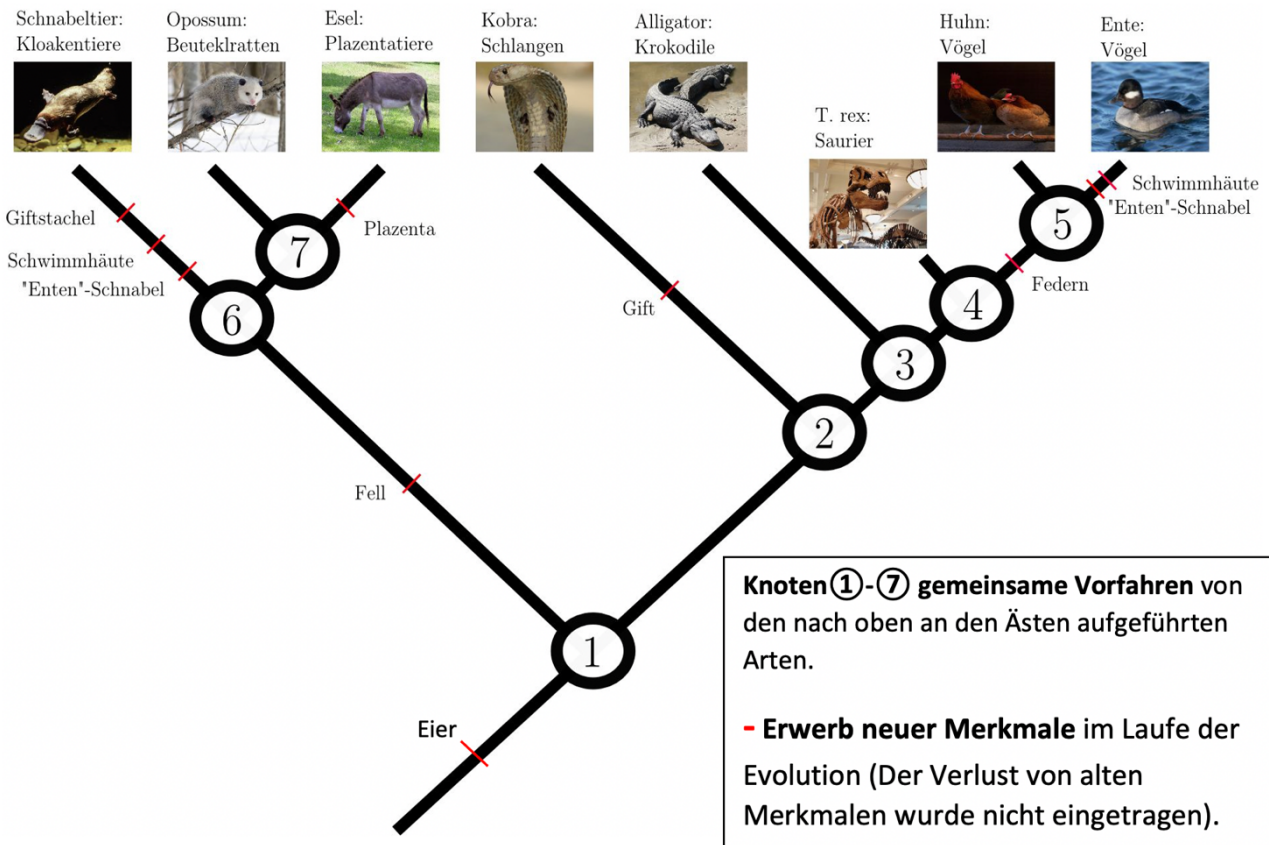 Schnabeltier:
Kloakentiere
Opossum:
Beuteklratten
Esel:
Plazentatiere
Kobra:
Schlangen
Alligator:
Krokodile
T. rex:
Saurier
Huhn:
Vögel
Ente:
Vögel
Giftstachel
Schwimmhäute
"Enten"-Schnabel
Plazenta
7
6
Gift
Schwimmhäute
"Enten"-Schnabel
5
Federn
4
3
2
Fell
1
Eier
Knoten①-⑦ gemeinsame Vorfahren von
den nach oben an den Ästen aufgeführten
Arten.
- Erwerb neuer Merkmale im Laufe der
Evolution (Der Verlust von alten
Merkmalen wurde nicht eingetragen).